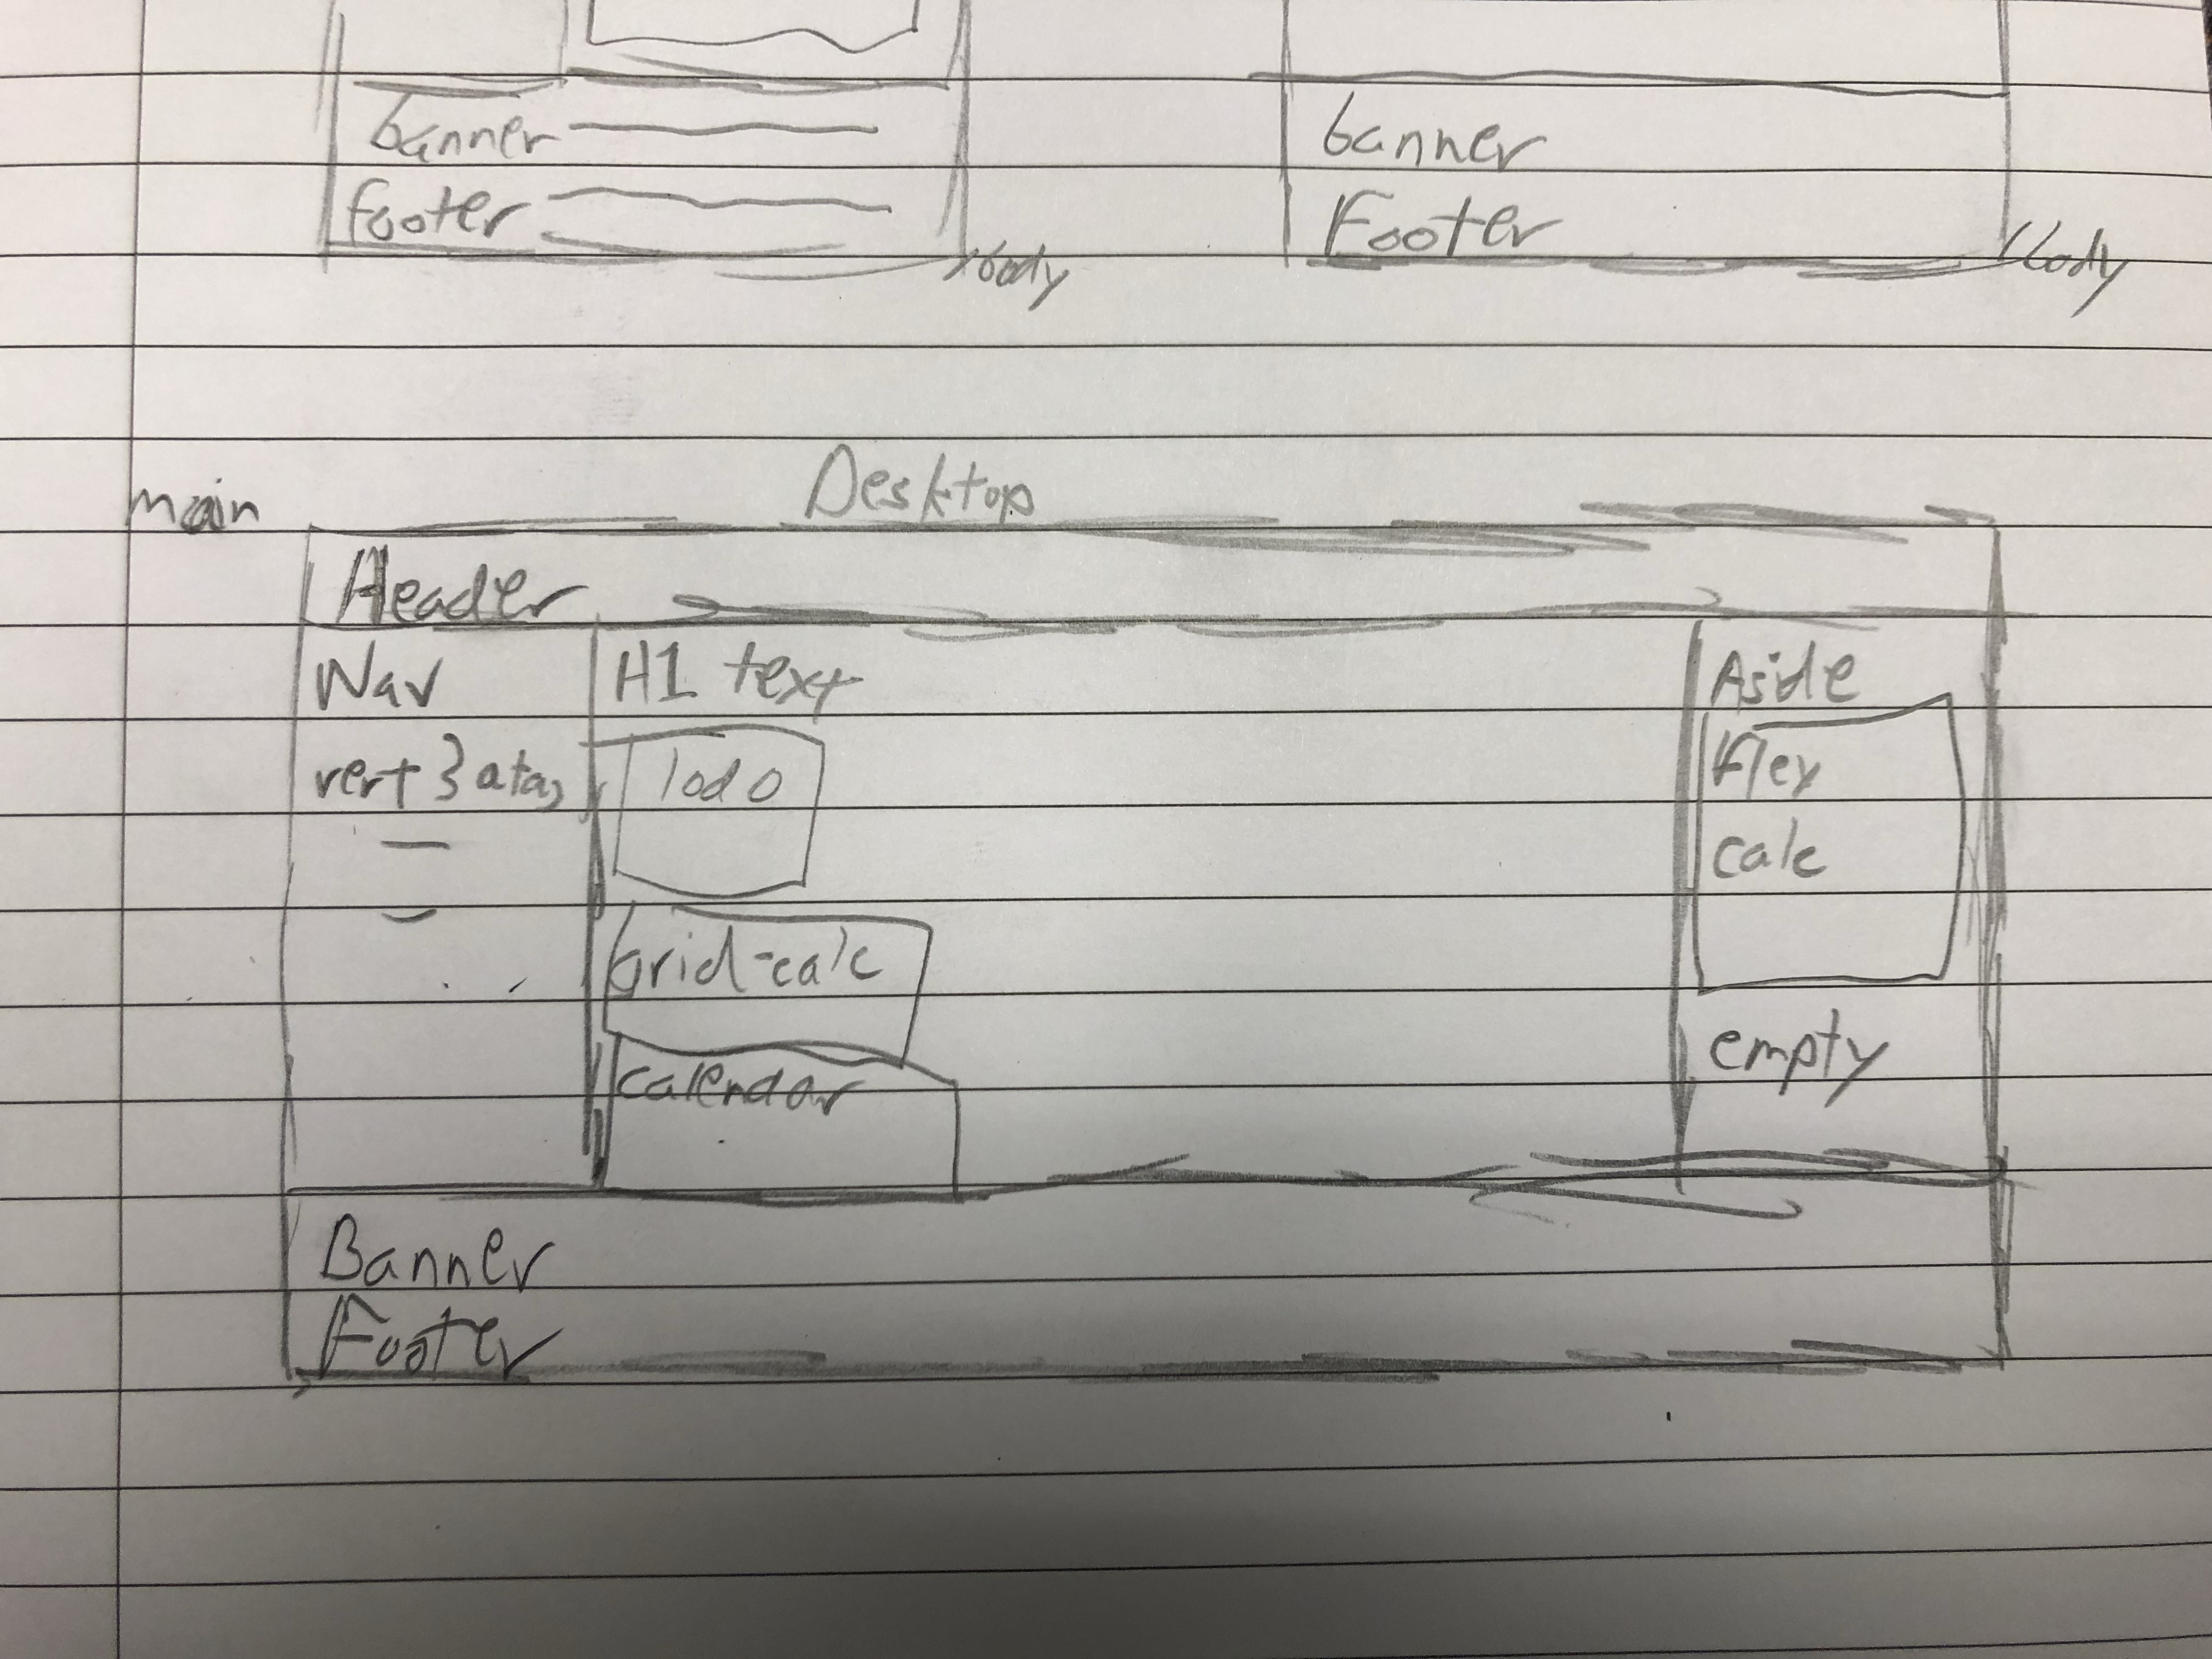 banner
footer
body
banner
Footer
body
main
Desktop
Header
Nav
H1 text
Aside
vert 3 atag
Todo
Flex
calc
Grid-calc
empty
calendar
Banner
Footer